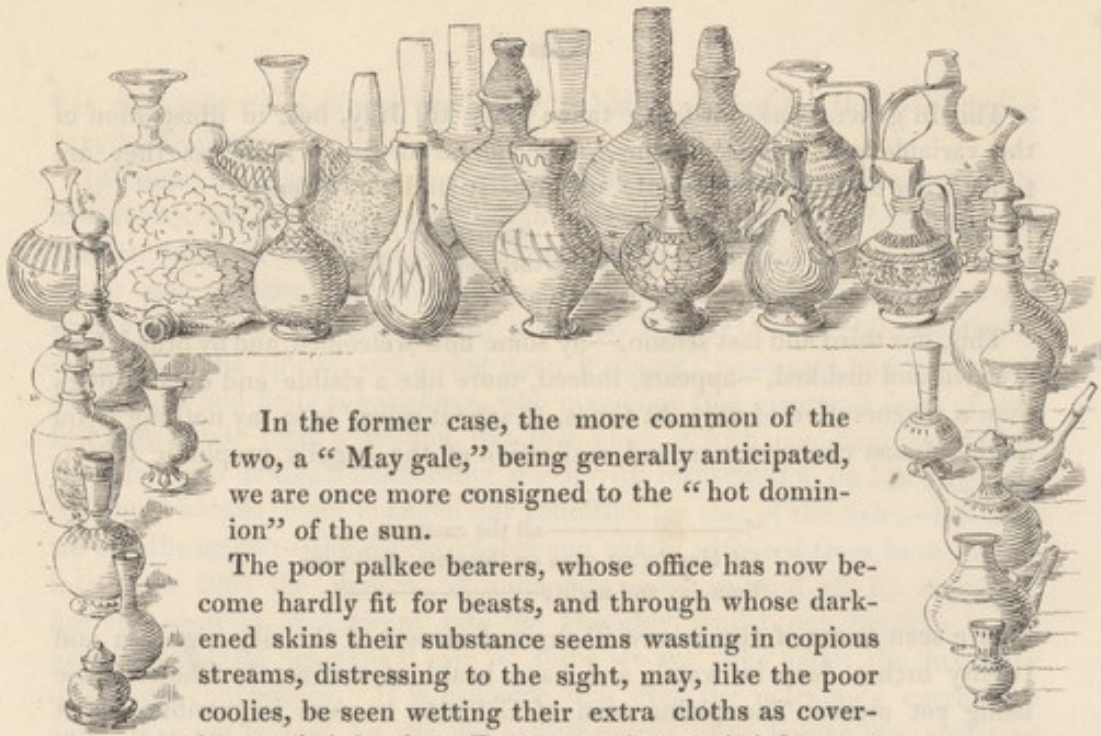 In the former case, the more common of the
two, a “ May gale,” being generally anticipated,
we are once more consigned to the “ hot domin-
ion” of the sun.
The poor palkee bearers, whose office has now be-
come hardly fit for beasts, and through whose dark-
ened skins their substance seems wasting in copious
streams, distressing to the sight, may, like the poor
coolies, be seen wetting their extra cloths as cover-